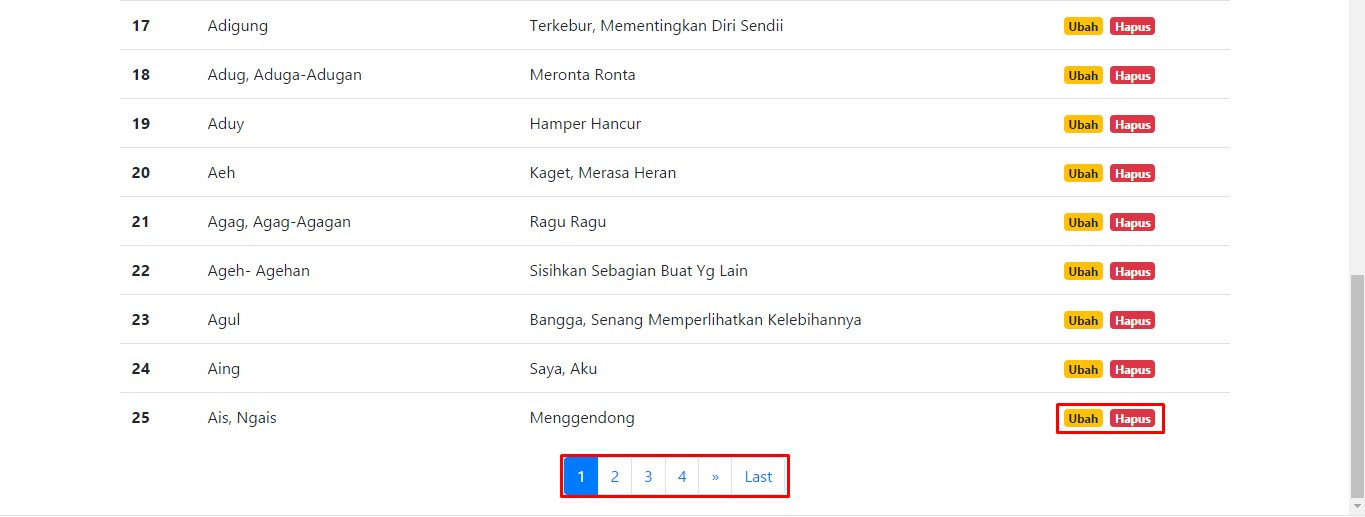 17 Adigung Terkebur, Mementingkan Diri Sendii Ubah Hapus
18 Adug, Aduga-Adugan Meronta Ronta Ubah Hapus
19 Aduy Hamper Hancur Ubah Hapus
20 Aeh Kaget, Merasa Heran Ubah Hapus
21 Agag, Agag-Agagan Ragu Ragu Ubah Hapus
22 Ageh- Agehan Sisihkan Sebagian Buat Yg Lain Ubah Hapus
23 Agul Bangga, Senang Memperlihatkan Kelebihannya Ubah Hapus
24 Aing Saya, Aku Ubah Hapus
25 Ais, Ngais Menggendong Ubah Hapus
1 2 3 4 » Last